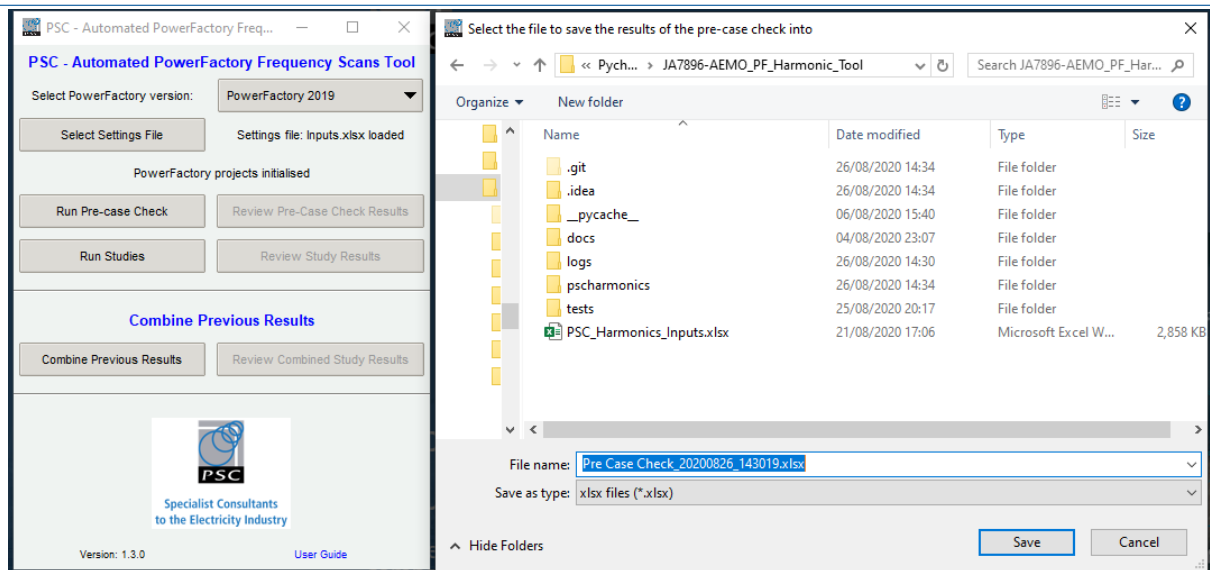 PSC - Automated PowerFactory Freq...
PSC - Automated PowerFactory Frequency Scans Tool
Select PowerFactory version:
PowerFactory 2019
Select Settings File
Settings file: Inputs.xlsx loaded
PowerFactory projects initialised
Run Pre-case Check
Review Pre-Case Check Results
Run Studies
Review Study Results
Combine Previous Results
Combine Previous Results
Review Combined Study Results
PSC
Specialist Consultants
to the Electricity Industry
Version: 1.3.0
User Guide
Select the file to save the results of the pre-case check into
« Pych... › JA7896-AEMO_PF_Harmonic_Tool
Search JA7896-AEMO_PF_Har...
Organize
New folder
Name Date modified Type Size
.git 26/08/2020 14:34 File folder
.idea 26/08/2020 14:34 File folder
__pycache__ 06/08/2020 15:40 File folder
docs 04/08/2020 23:07 File folder
logs 26/08/2020 14:30 File folder
pscharmonics 26/08/2020 14:34 File folder
tests 25/08/2020 20:17 File folder
PSC_Harmonics_Inputs.xlsx 21/08/2020 17:06 Microsoft Excel W... 2,858 KB
File name: Pre Case Check_20200826_143019.xlsx
Save as type: xlsx files (*.xlsx)
Hide Folders
Save
Cancel